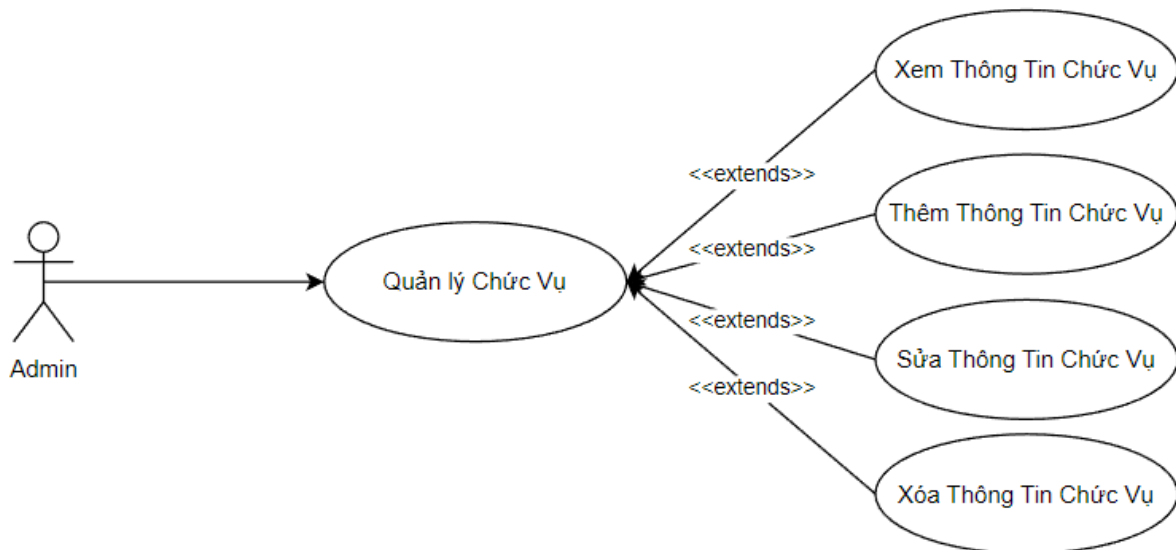 Xem Thông Tin Chức Vụ
<<extends>>
Thêm Thông Tin Chức Vụ
<<extends>>
Quản lý Chức Vụ
<<extends>>
Sửa Thông Tin Chức Vụ
Admin
<<extends>>
Xóa Thông Tin Chức Vụ